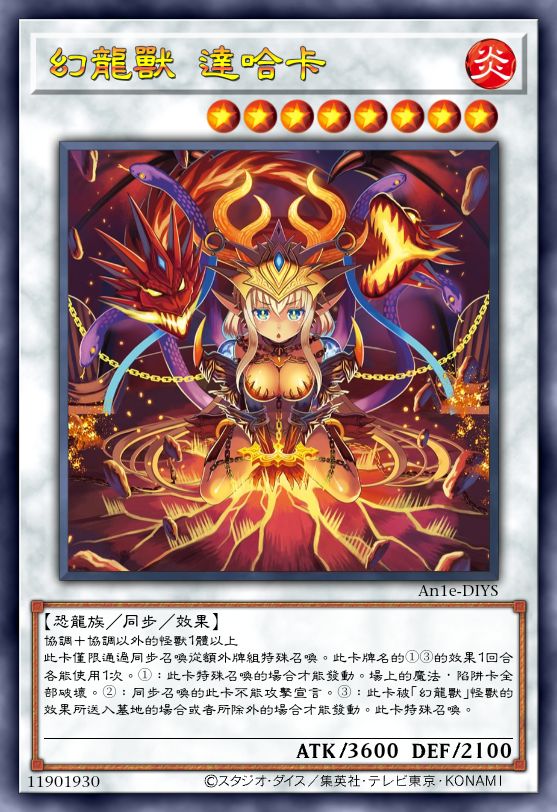 幻龍獸 達哈卡
炎
An1e-DIYS
【恐龍族／同步／效果】
協調＋協調以外的怪獸1體以上
此卡僅限通過同步召喚從額外牌組特殊召喚。此卡牌名的①③的效果1回合
各能使用1次。①：此卡特殊召喚的場合才能發動。場上的魔法・陷阱卡全
部破壞。②：同步召喚的此卡不能攻擊宣言。③：此卡被「幻龍獸」怪獸的
效果所送入墓地的場合或者所除外的場合才能發動。此卡特殊召喚。
ATK/3600 DEF/2100
11901930 ©スタジオ・ダイス／集英社・テレビ東京・KONAMI